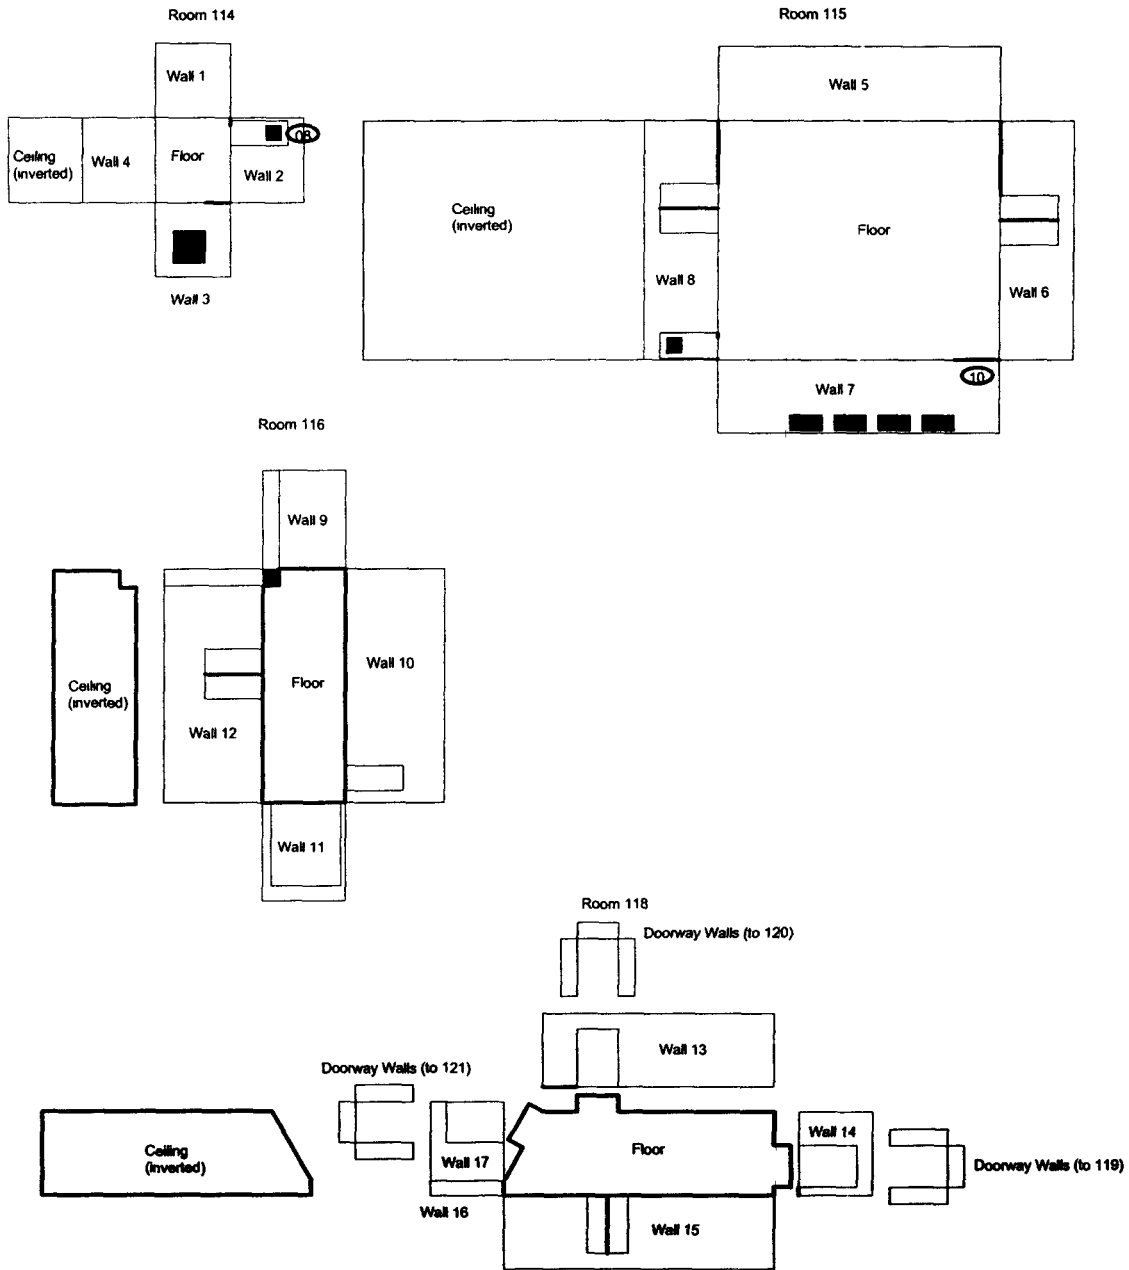 Room 114
Room 115
Wall 1
Wall 5
08
Ceiling
(inverted)
Wall 4
Floor
Wall 2
Wall 3
Ceiling
(inverted)
Floor
Wall 8
Wall 6
10
Wall 7
Room 116
Wall 9
Wall 10
Ceiling
(inverted)
Floor
Wall 12
Wall 11
Room 118
Doorway Walls (to 120)
Wall 13
Doorway Walls (to 121)
Ceiling
(inverted)
Wall 17
Floor
Wall 14
Doorway Walls (to 119)
Wall 16
Wall 15